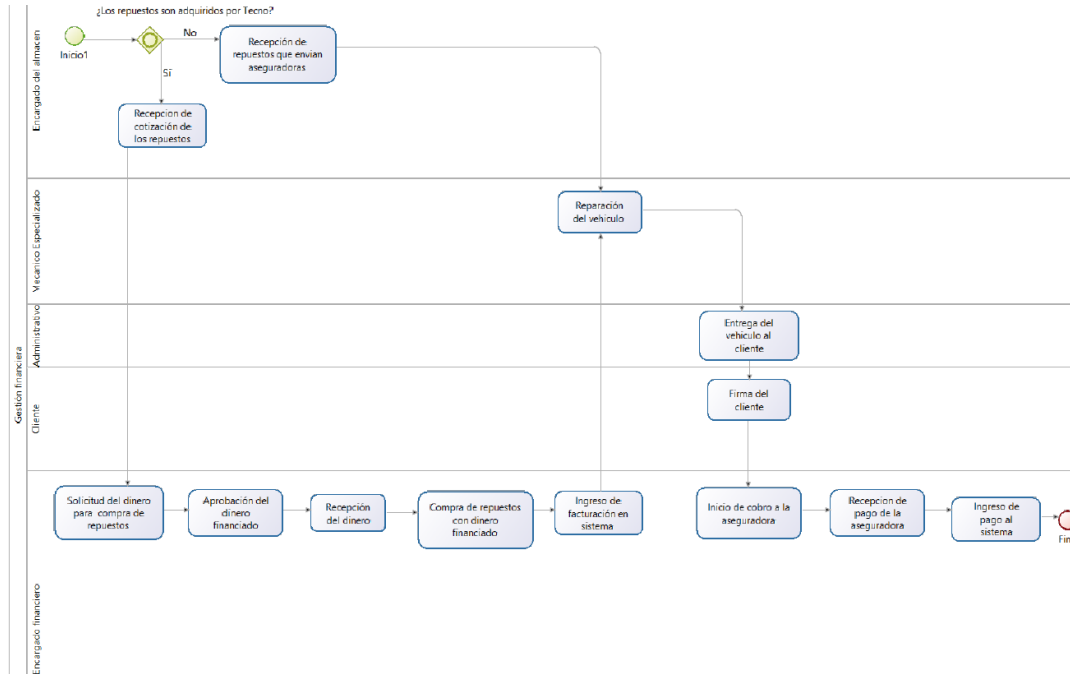 ¿Los repuestos son adquiridos por Tecno?
Gestión financiera
Encargado del almacen
Inicio1
No
Sí
Recepción de
repuestos que envian
aseguradoras
Recepcion de
cotización de
los repuestos
Mecanico Especializado
Reparación
del vehiculo
Administrativo
Entrega del
vehiculo al
cliente
Cliente
Firma del
cliente
Encargado financiero
Solicitud del dinero
para compra de
repuestos
Aprobación del
dinero
financiado
Recepción
del dinero
Compra de repuestos
con dinero
financiado
Ingreso de
facturación en
sistema
Inicio de cobro a la
aseguradora
Recepcion de
pago de la
aseguradora
Ingreso de
pago al
sistema
Fin